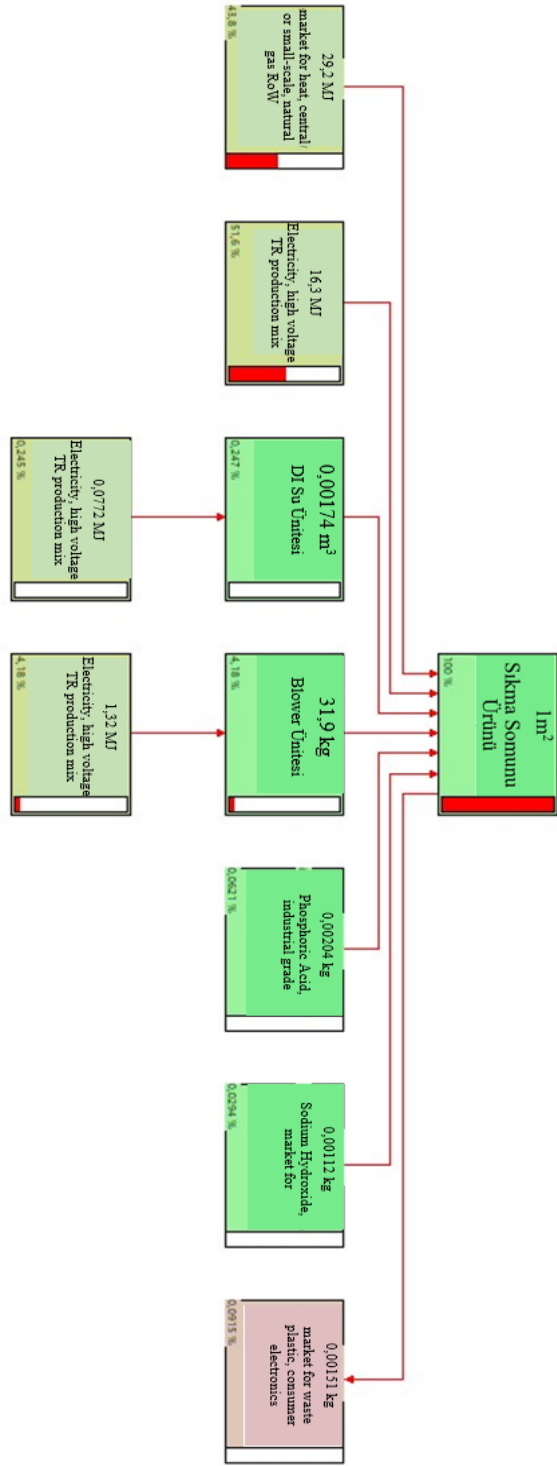 1m²
Sıkma Somunu
Ürünü
100 %
29,2 MJ
market for heat, central
or small-scale, natural
gas RoW
43,8 %
16,3 MJ
Electricity, high voltage
TR production mix
51,6 %
0,00174 m³
DI Su Ünitesi
0,247 %
31,9 kg
Blower Ünitesi
4,18 %
0,00204 kg
Phosphoric Acid,
industrial grade
0,0621 %
0,00112 kg
Sodium Hydroxide,
market for
0,0294 %
0,00151 kg
market for waste
plastic, consumer
electronics
0,0915 %
0,0772 MJ
Electricity, high voltage
TR production mix
0,245 %
1,32 MJ
Electricity, high voltage
TR production mix
4,18 %